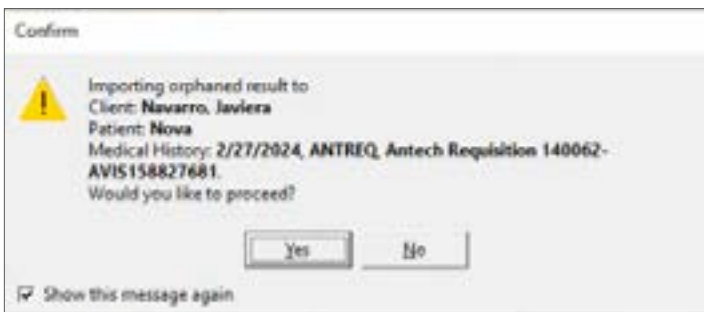 Confirm
Importing orphaned result to
Client: Navarro, Javiera
Patient: Nova
Medical History: 2/27/2024, ANTREQ, Antech Requisition 140062-
AVIS158827681.
Would you like to proceed?
Yes No
Show this message again